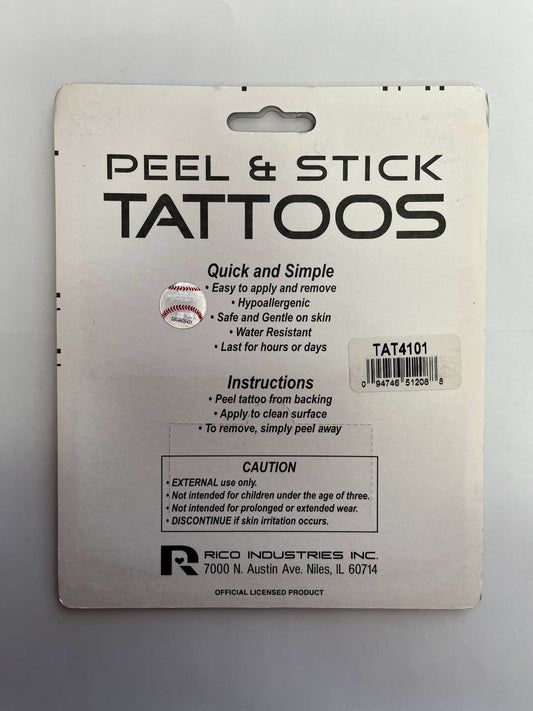 PEEL & STICK
TATTOOS
Quick and Simple
• Easy to apply and remove
• Hypoallergenic
• Safe and Gentle on skin
• Water Resistant
• Last for hours or days
TAT4101
0 94746 51208 8
Instructions
• Peel tattoo from backing
• Apply to clean surface
• To remove, simply peel away
CAUTION
• EXTERNAL use only.
• Not intended for children under the age of three.
• Not intended for prolonged or extended wear.
• DISCONTINUE if skin irritation occurs.
R RICO INDUSTRIES INC.
7000 N. Austin Ave. Niles, IL 60714
OFFICIAL LICENSED PRODUCT